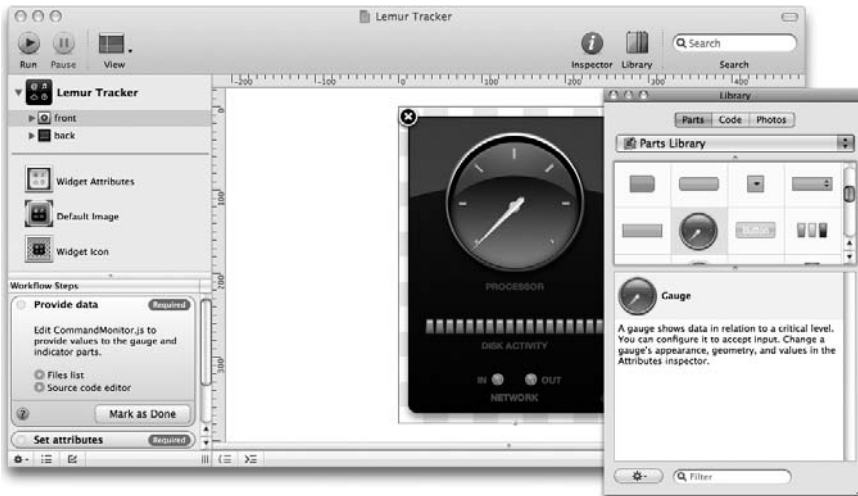 Lemur Tracker
Run Pause View
Inspector Library
Search
Search
Lemur Tracker
front
back
Widget Attributes
Default Image
Widget Icon
Workflow Steps
Provide data Required
Edit CommandMonitor.js to
provide values to the gauge and
indicator parts.
Files list
Source code editor
Mark as Done
Set attributes Required
-200 -100 0 100 200 300 400
0
100
200
300
PROCESSOR
DISK ACTIVITY
IN OUT
NETWORK
Library
Parts Code Photos
Parts Library
Button
Gauge
A gauge shows data in relation to a critical level.
You can configure it to accept input. Change a
gauge's appearance, geometry, and values in the
Attributes inspector.
Filter